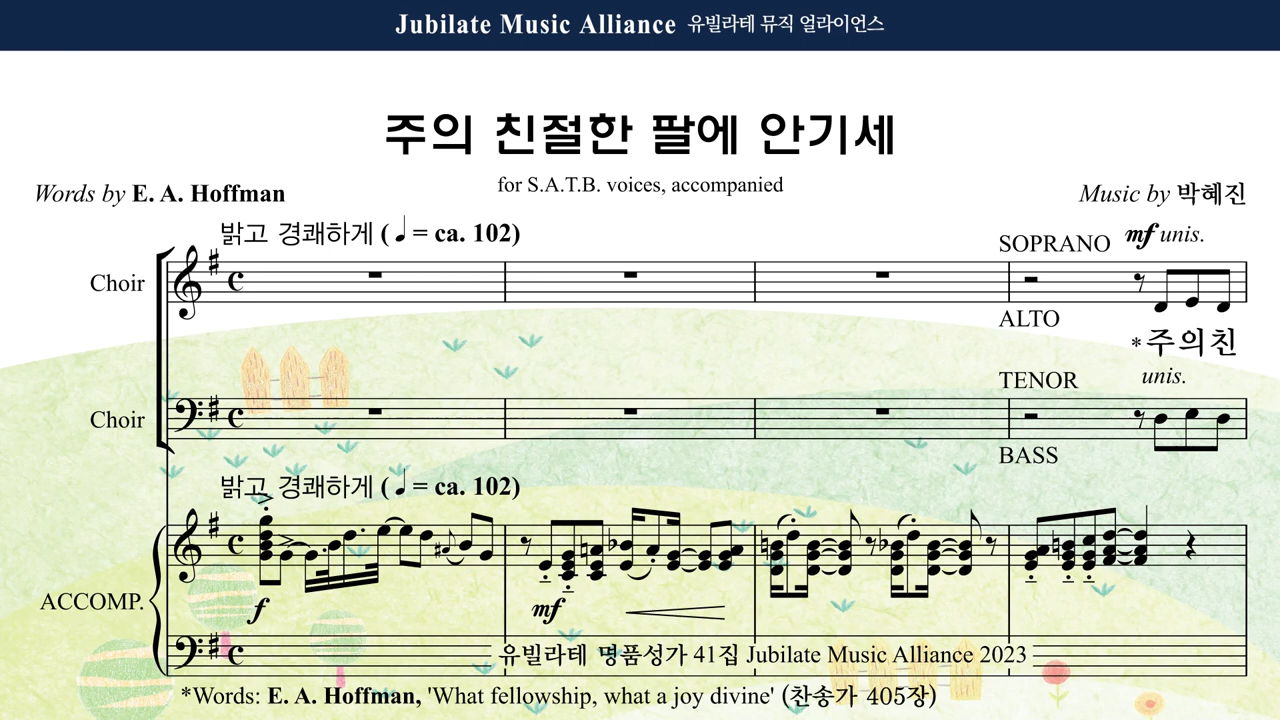 Jubilate Music Alliance 유빌라테 뮤직 얼라이언스
주의 친절한 팔에 안기세
for S.A.T.B. voices, accompanied
Words by E. A. Hoffman
Music by 박혜진
밝고 경쾌하게 (♩ = ca. 102)
SOPRANO mf unis.
Choir
ALTO
*주의친
TENOR unis.
Choir
BASS
밝고 경쾌하게 (♩ = ca. 102)
ACCOMP.
f mf
유빌라테 명품성가 41집 Jubilate Music Alliance 2023
*Words: E. A. Hoffman, 'What fellowship, what a joy divine' (찬송가 405장)